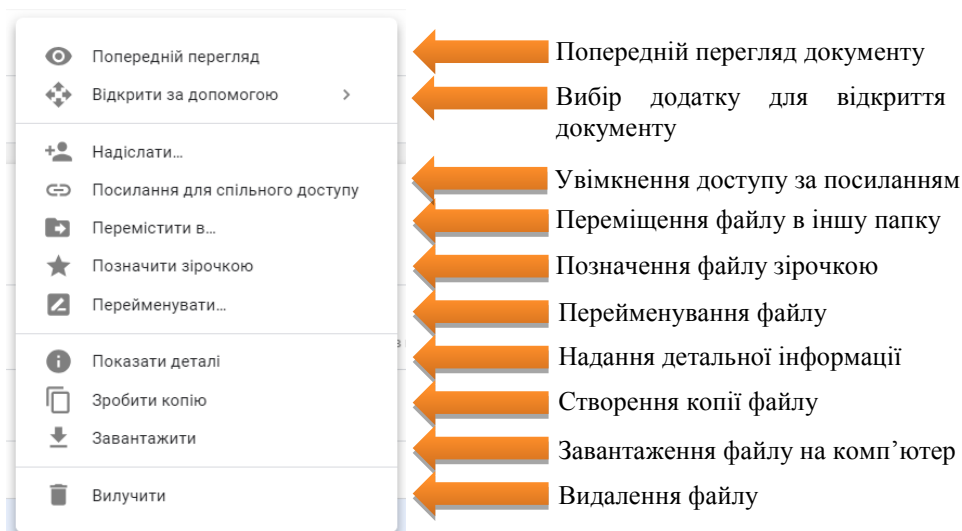 Попередній перегляд
Попередній перегляд документу
Відкрити за допомогою
Вибір додатку для відкриття
документу
Надіслати...
Посилання для спільного доступу
Увімкнення доступу за посиланням
Перемістити в...
Переміщення файлу в іншу папку
Позначити зірочкою
Позначення файлу зірочкою
Перейменувати...
Перейменування файлу
Показати деталі
Надання детальної інформації
Зробити копію
Створення копії файлу
Завантажити
Завантаження файлу на комп’ютер
Вилучити
Видалення файлу